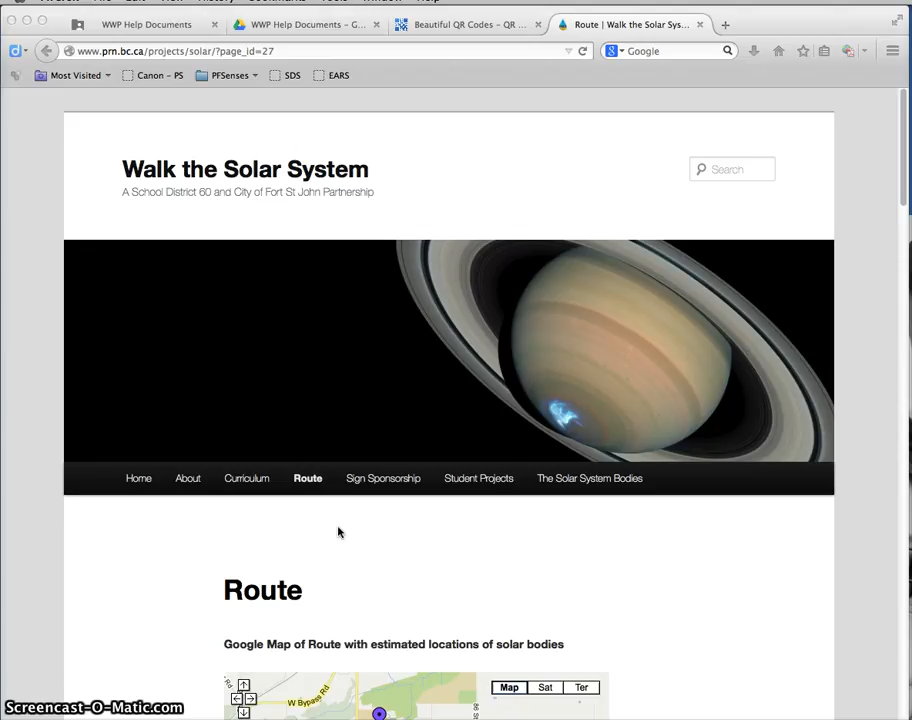 WWP Help Documents
WWP Help Documents – G...
Beautiful QR Codes – QR ...
Route | Walk the Solar Sys...
www.prn.bc.ca/projects/solar/?page_id=27
Google
Most Visited
Canon – PS
PFSenses
SDS
EARS
Walk the Solar System
A School District 60 and City of Fort St John Partnership
Search
Home
About
Curriculum
Route
Sign Sponsorship
Student Projects
The Solar System Bodies
Route
Google Map of Route with estimated locations of solar bodies
Rd
W Bypass Rd
Map
Sat
Ter
Screencast-O-Matic.com